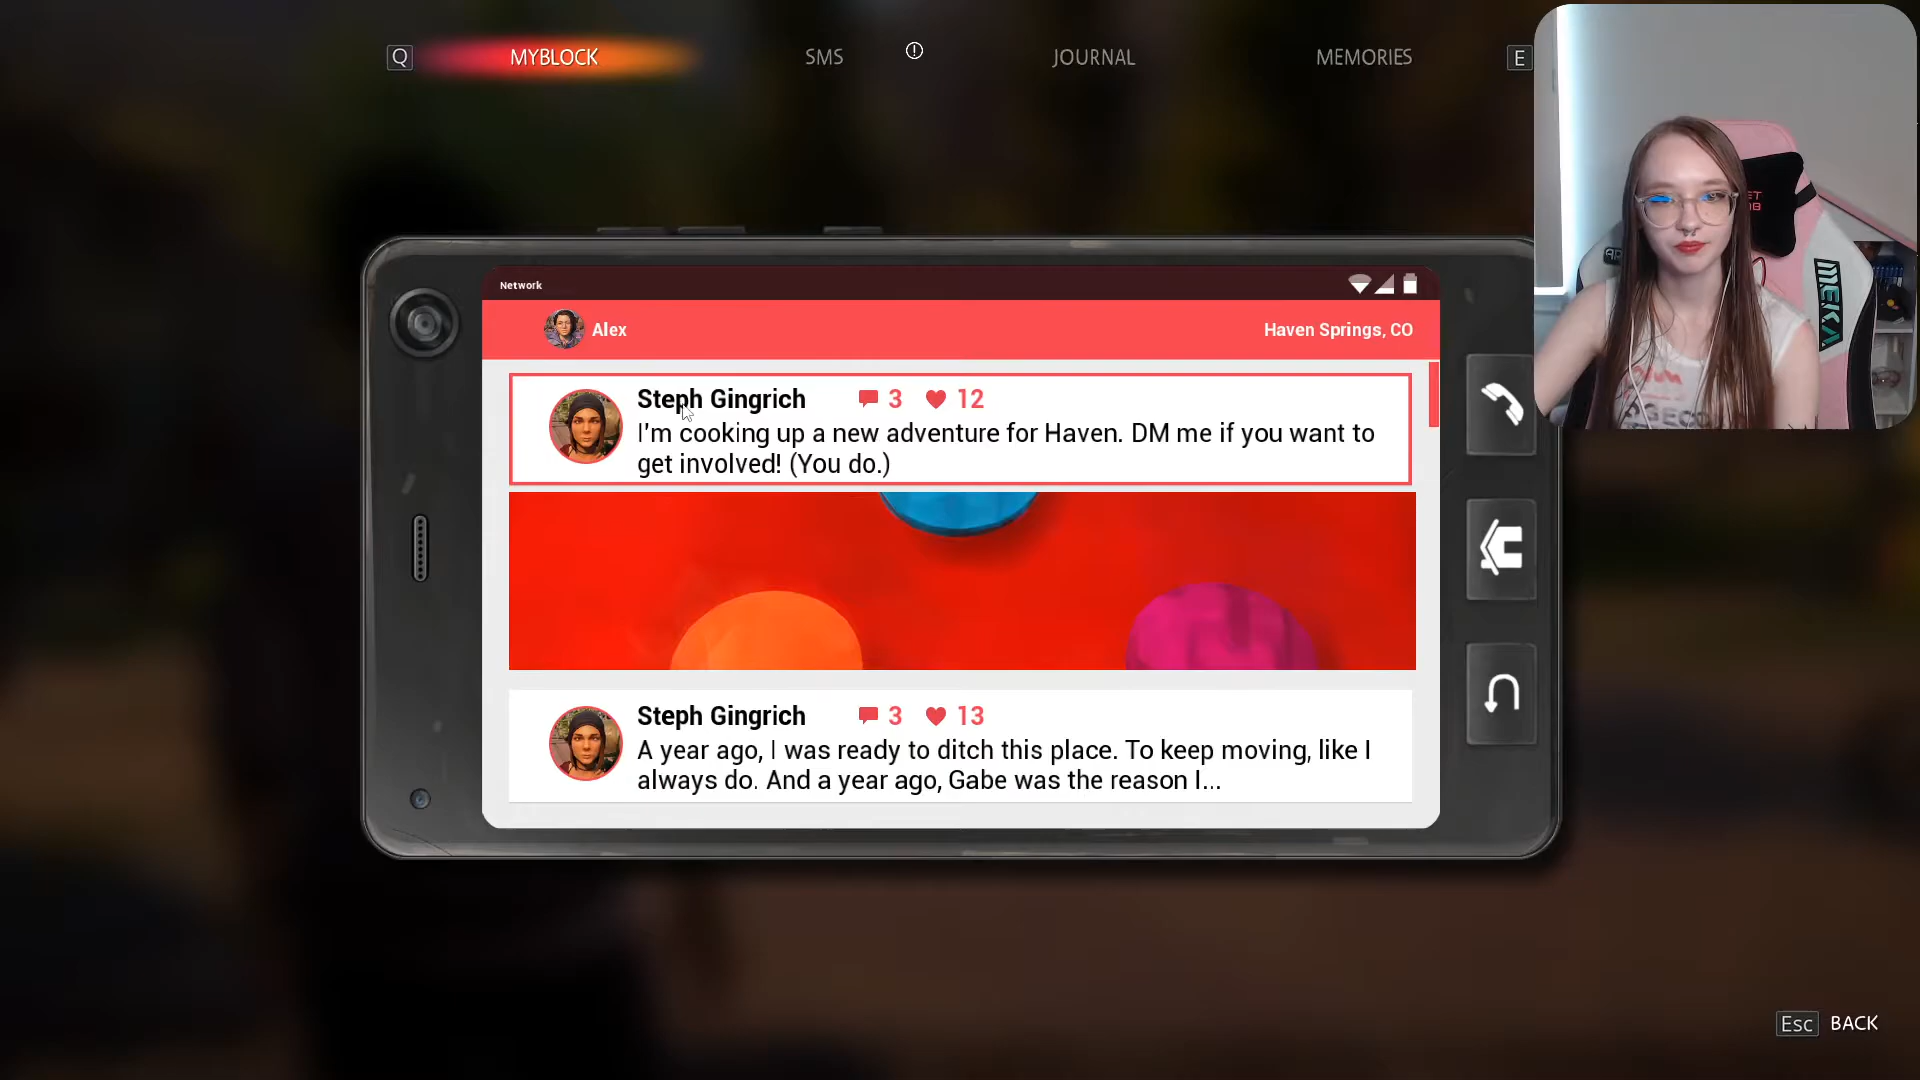 Q MYBLOCK SMS JOURNAL MEMORIES E
Network
Alex Haven Springs, CO
Steph Gingrich 3 12
I'm cooking up a new adventure for Haven. DM me if you want to
get involved! (You do.)
Steph Gingrich 3 13
A year ago, I was ready to ditch this place. To keep moving, like I
always do. And a year ago, Gabe was the reason I...
Esc BACK